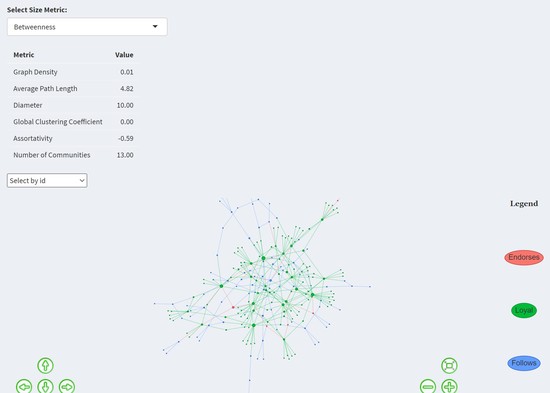 Select Size Metric:
Betweenness
Metric Value
Graph Density 0.01
Average Path Length 4.82
Diameter 10.00
Global Clustering Coefficient 0.00
Assortativity -0.59
Number of Communities 13.00
Select by id
Legend
Endorses
Loyal
Follows